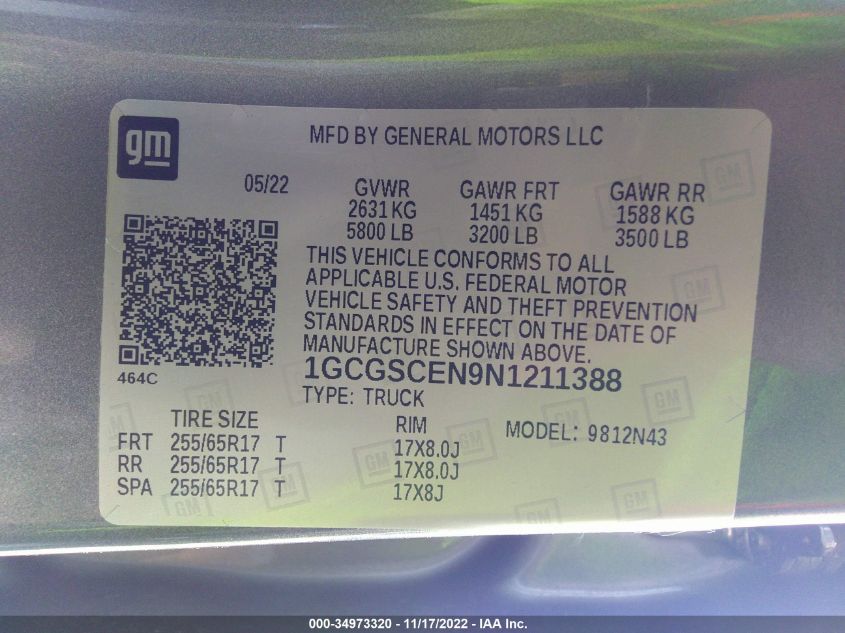 gm
MFD BY GENERAL MOTORS LLC
05/22 GVWR GAWR FRT GAWR RR
2631 KG 1451 KG 1588 KG
5800 LB 3200 LB 3500 LB
THIS VEHICLE CONFORMS TO ALL
APPLICABLE U.S. FEDERAL MOTOR
VEHICLE SAFETY AND THEFT PREVENTION
STANDARDS IN EFFECT ON THE DATE OF
MANUFACTURE SHOWN ABOVE.
464C
1GCGSCEN9N1211388
TYPE: TRUCK
TIRE SIZE RIM MODEL: 9812N43
FRT 255/65R17 T 17X8.0J
RR 255/65R17 T 17X8.0J
SPA 255/65R17 T 17X8J
000-34973320 - 11/17/2022 - IAA Inc.